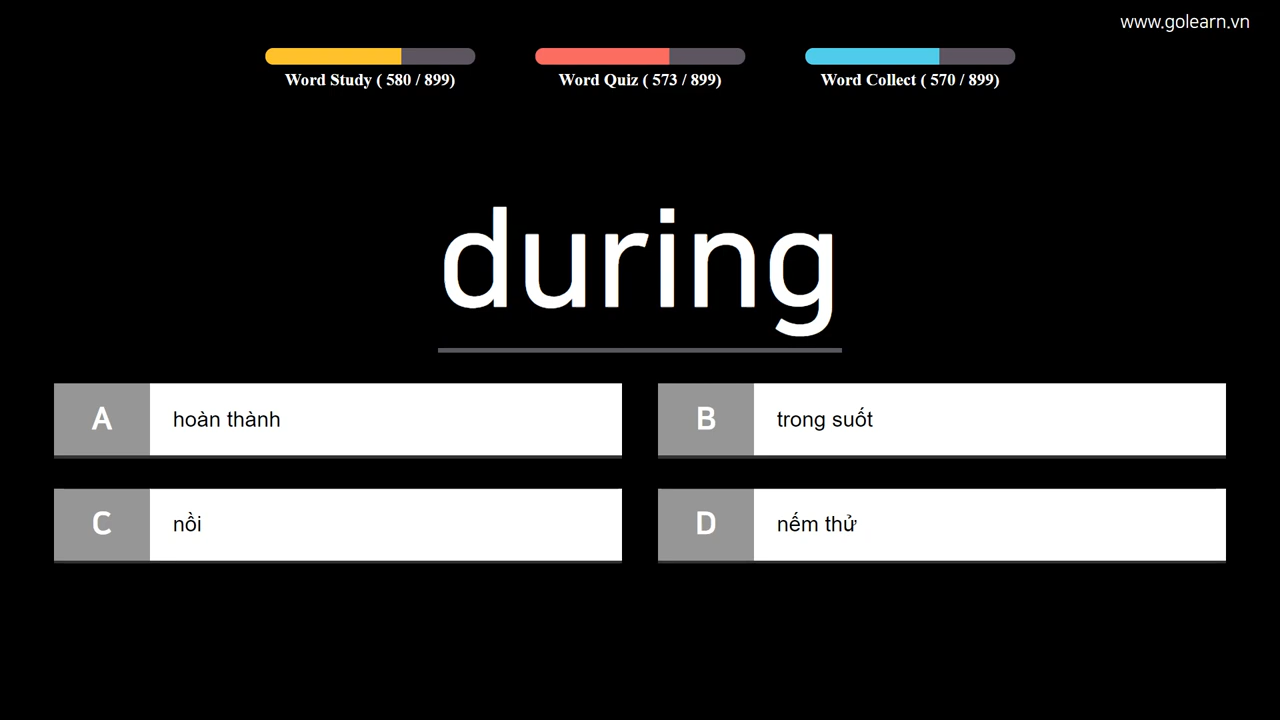 www.golearn.vn
Word Study ( 580 / 899)
Word Quiz ( 573 / 899)
Word Collect ( 570 / 899)
during
A hoàn thành
B trong suốt
C nồi
D nếm thử